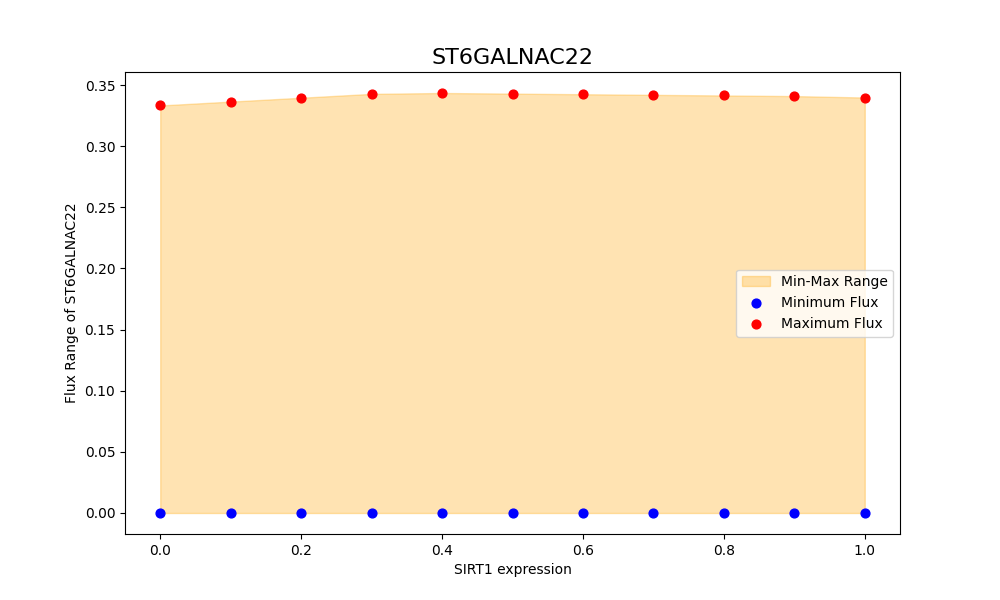 ST6GALNAC22
Flux Range of ST6GALNAC22
0.35
0.30
0.25
0.20
0.15
0.10
0.05
0.00
Min-Max Range
Minimum Flux
Maximum Flux
0.0 0.2 0.4 0.6 0.8 1.0
SIRT1 expression